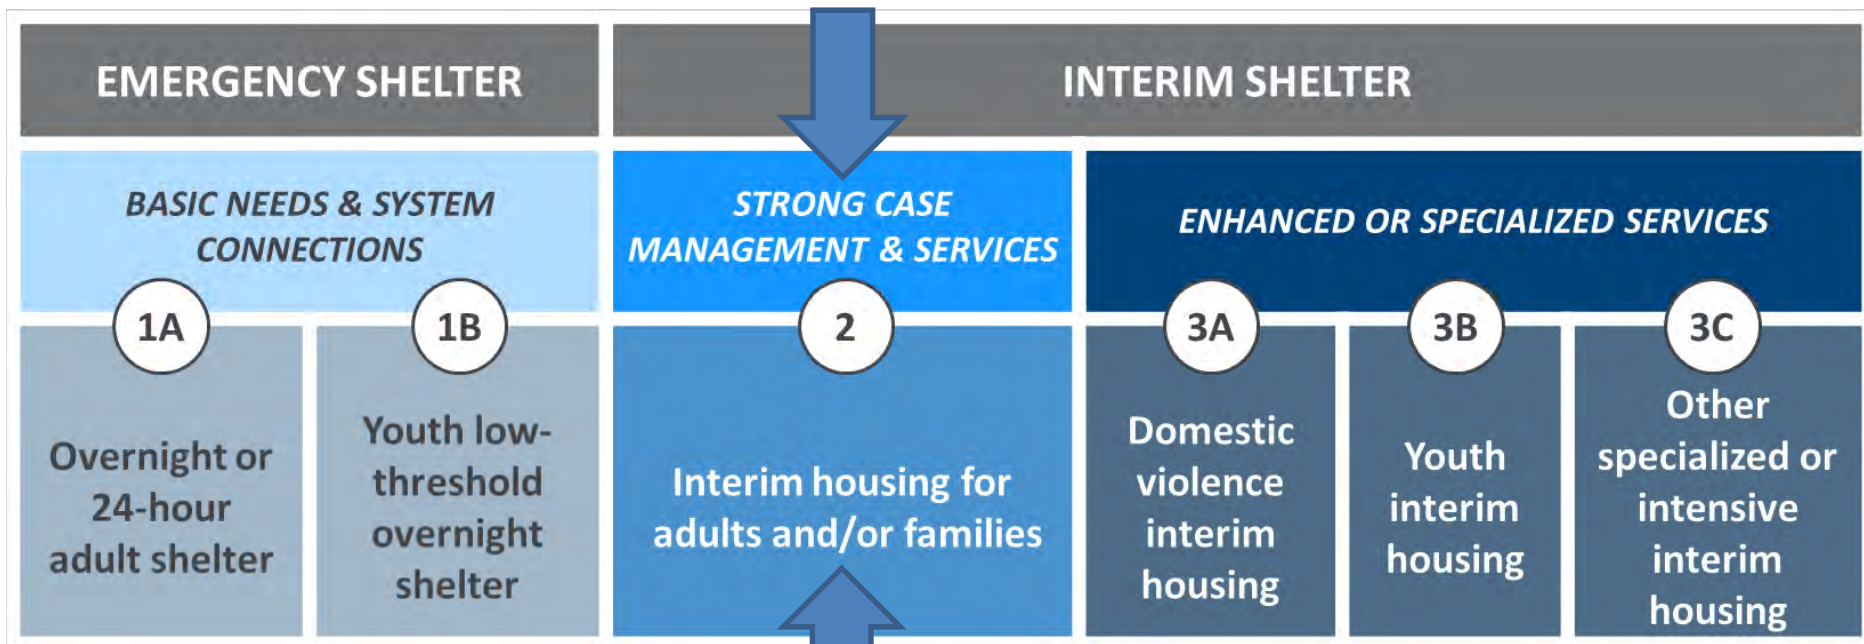 EMERGENCY SHELTER
INTERIM SHELTER
BASIC NEEDS & SYSTEM
CONNECTIONS
STRONG CASE
MANAGEMENT & SERVICES
ENHANCED OR SPECIALIZED SERVICES
1A
Overnight or
24-hour
adult shelter
1B
Youth low-
threshold
overnight
shelter
2
Interim housing for
adults and/or families
3A
Domestic
violence
interim
housing
3B
Youth
interim
housing
3C
Other
specialized or
intensive
interim
housing